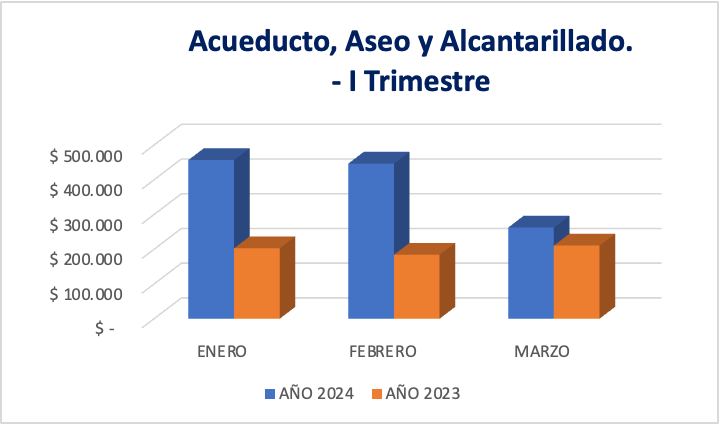 Acueducto, Aseo y Alcantarillado.
- I Trimestre
$ 500.000
$ 400.000
$ 300.000
$ 200.000
$ 100.000
$ -
ENERO
FEBRERO
MARZO
AÑO 2024
AÑO 2023